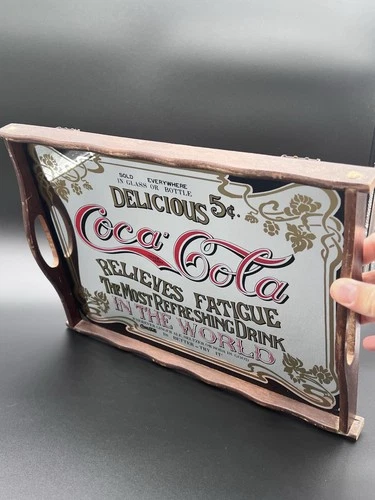 SOLD EVERYWHERE
IN GLASS OR BOTTLE
DELICIOUS 5¢.
Coca-Cola
RELIEVES FATIGUE
THE MOST REFRESHING DRINK
IN THE WORLD